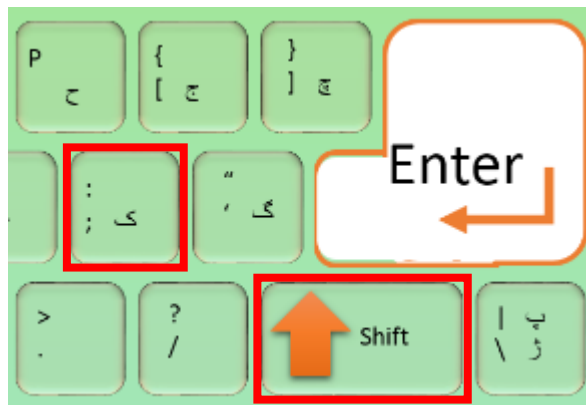 P ح
{ [ ج
} ] چ
Enter
: ; ک
“ ‘ گ
> .
? /
Shift
| \ پ ژ